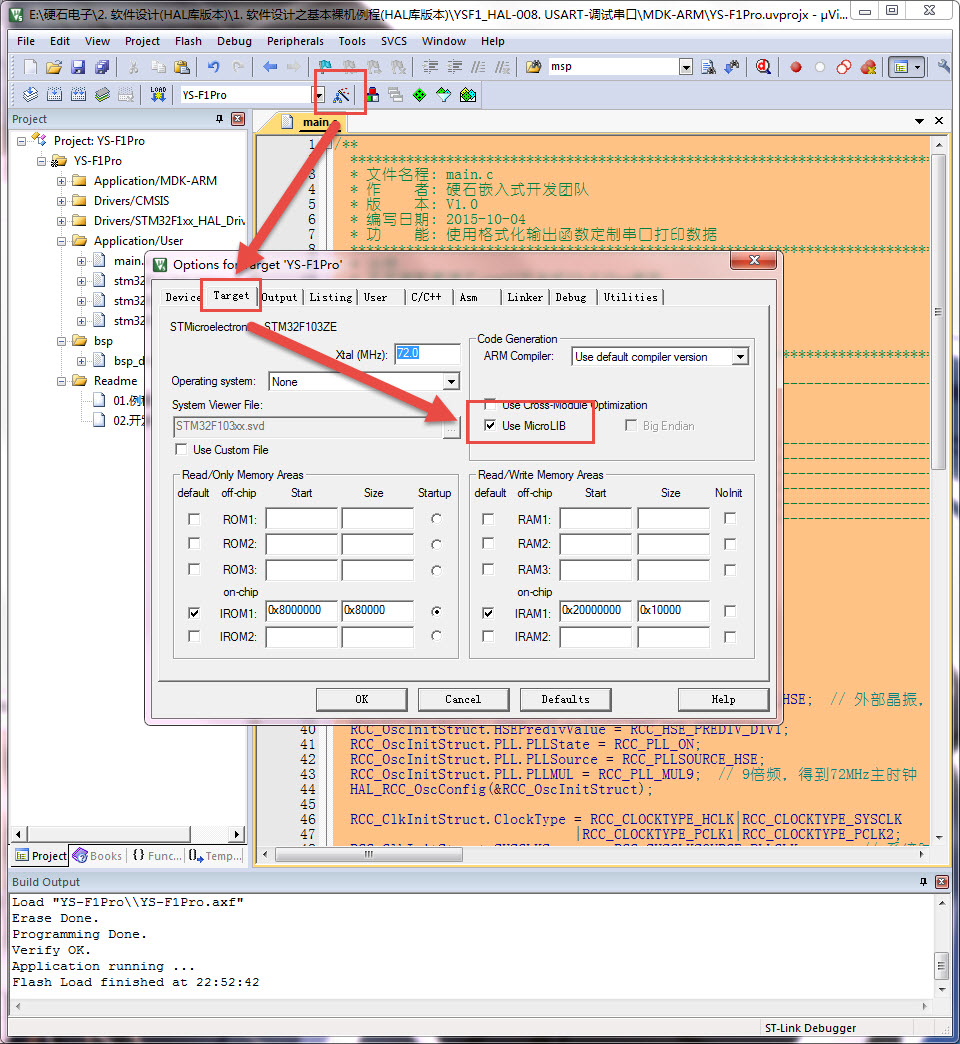 E:\硬石电子\2. 软件设计(HAL库版本)\1. 软件设计之基本裸机例程(HAL库版本)\YSF1_HAL-008. USART-调试串口\MDK-ARM\YS-F1Pro.uvprojx - µVi...
File Edit View Project Flash Debug Peripherals Tools SVCS Window Help
msp
LOAD
YS-F1Pro
Project
main.
Project: YS-F1Pro
YS-F1Pro
Application/MDK-ARM
Drivers/CMSIS
Drivers/STM32F1xx_HAL_Driv
Application/User
main.
stm32
stm32
stm32
bsp
bsp_d
Readme
01.例
02.开
1 /**
**
3 * 文件名程: main.c
4 * 作    者: 硬石嵌入式开发团队
5 * 版    本: V1.0
6 * 编写日期: 2015-10-04
7 * 功    能: 使用格式化输出函数定制串口打印数据
8
Options for Target 'YS-F1Pro'
Device Target Output Listing User C/C++ Asm Linker Debug Utilities
STMicroelectron STM32F103ZE
Xtal (MHz): 72.0
Operating system: None
System Viewer File:
STM32F103xx.svd ...
Use Custom File
Code Generation
ARM Compiler: Use default compiler version
Use Cross-Module Optimization
Use MicroLIB Big Endian
Read/Only Memory Areas
default off-chip Start Size Startup
ROM1:
ROM2:
ROM3:
on-chip
IROM1: 0x8000000 0x80000
IROM2:
Read/Write Memory Areas
default off-chip Start Size NoInit
RAM1:
RAM2:
RAM3:
on-chip
IRAM1: 0x20000000 0x10000
IRAM2:
OK Cancel Defaults Help
HSE; // 外部晶振,
40 RCC_OscInitStruct.HSEPredivValue = RCC_HSE_PREDIV_DIV1;
41 RCC_OscInitStruct.PLL.PLLState = RCC_PLL_ON;
42 RCC_OscInitStruct.PLL.PLLSource = RCC_PLLSOURCE_HSE;
43 RCC_OscInitStruct.PLL.PLLMUL = RCC_PLL_MUL9; // 9倍频, 得到72MHz主时钟
44 HAL_RCC_OscConfig(&RCC_OscInitStruct);
45
46 RCC_ClkInitStruct.ClockType = RCC_CLOCKTYPE_HCLK|RCC_CLOCKTYPE_SYSCLK
47 |RCC_CLOCKTYPE_PCLK1|RCC_CLOCKTYPE_PCLK2;
Project Books {} Func... Temp...
Build Output
Load "YS-F1Pro\\YS-F1Pro.axf"
Erase Done.
Programming Done.
Verify OK.
Application running ...
Flash Load finished at 22:52:42
ST-Link Debugger